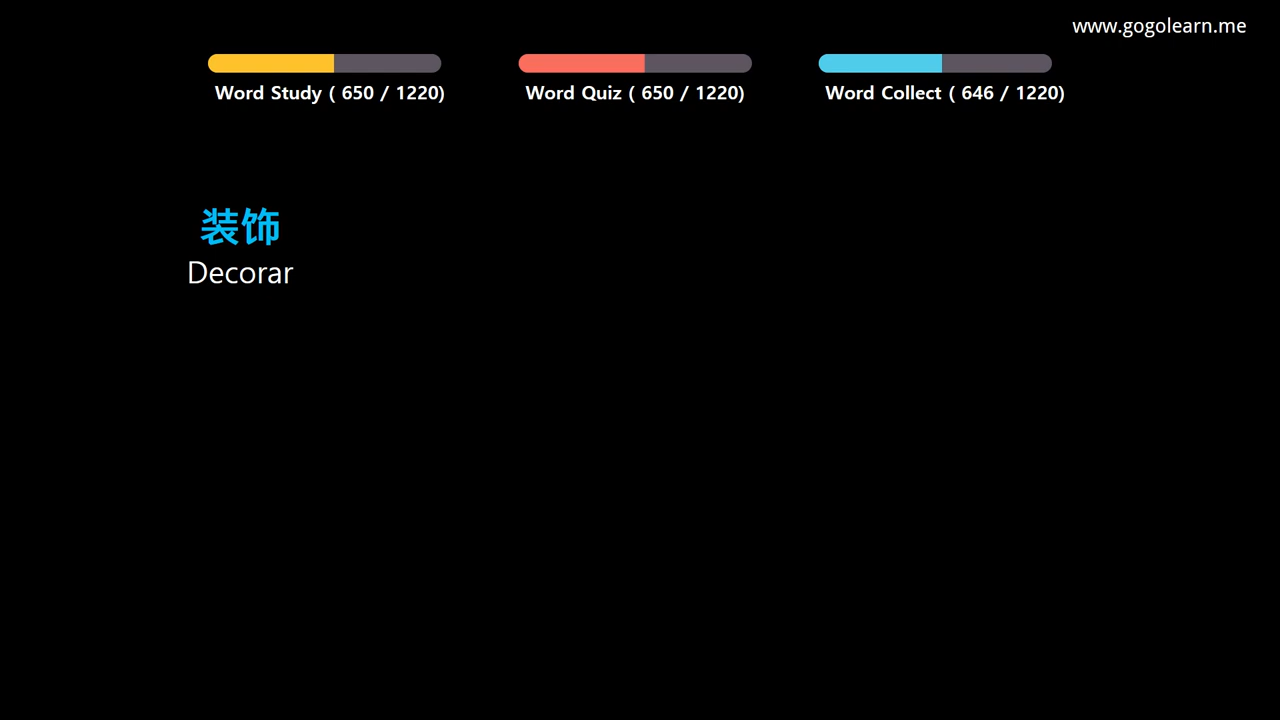 www.gogolearn.me
Word Study ( 650 / 1220)
Word Quiz ( 650 / 1220)
Word Collect ( 646 / 1220)
装饰
Decorar